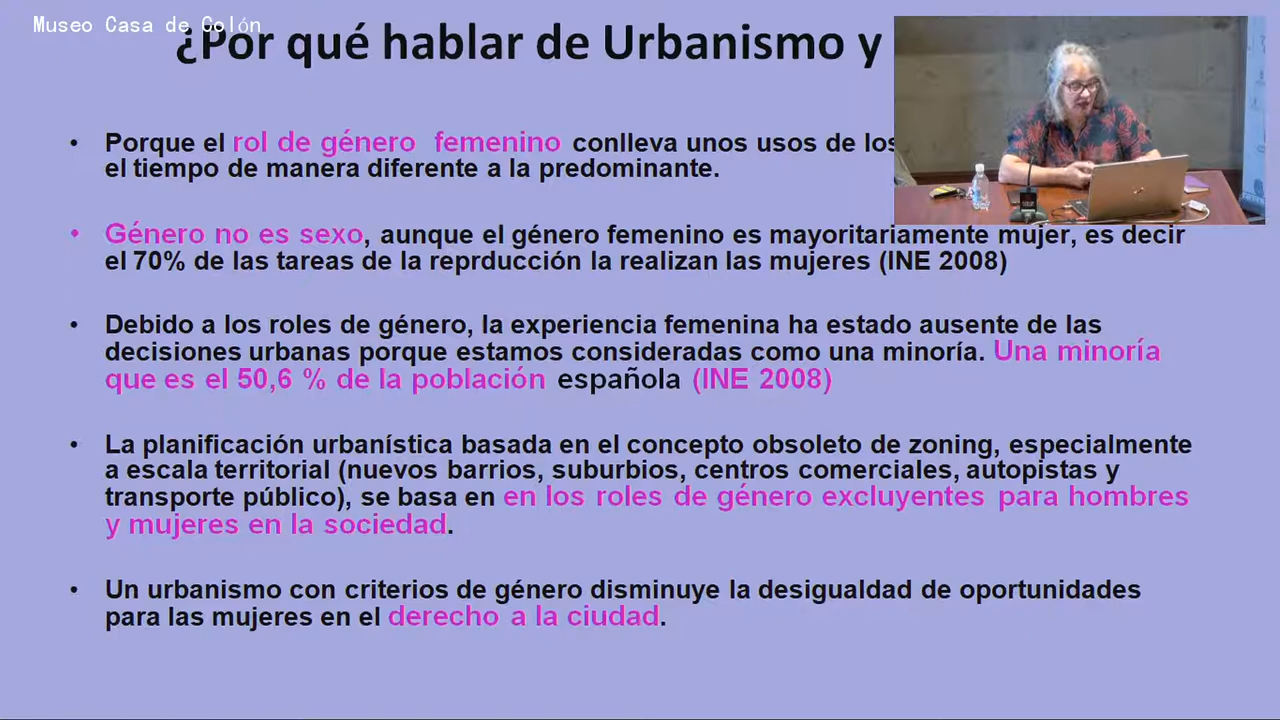 Museo Casa de Colón
¿Por qué hablar de Urbanismo y
• Porque el rol de género femenino conlleva unos usos de los
el tiempo de manera diferente a la predominante.
• Género no es sexo, aunque el género femenino es mayoritariamente mujer, es decir
el 70% de las tareas de la reprducción la realizan las mujeres (INE 2008)
• Debido a los roles de género, la experiencia femenina ha estado ausente de las
decisiones urbanas porque estamos consideradas como una minoría. Una minoría
que es el 50,6 % de la población española (INE 2008)
• La planificación urbanística basada en el concepto obsoleto de zoning, especialmente
a escala territorial (nuevos barrios, suburbios, centros comerciales, autopistas y
transporte público), se basa en en los roles de género excluyentes para hombres
y mujeres en la sociedad.
• Un urbanismo con criterios de género disminuye la desigualdad de oportunidades
para las mujeres en el derecho a la ciudad.